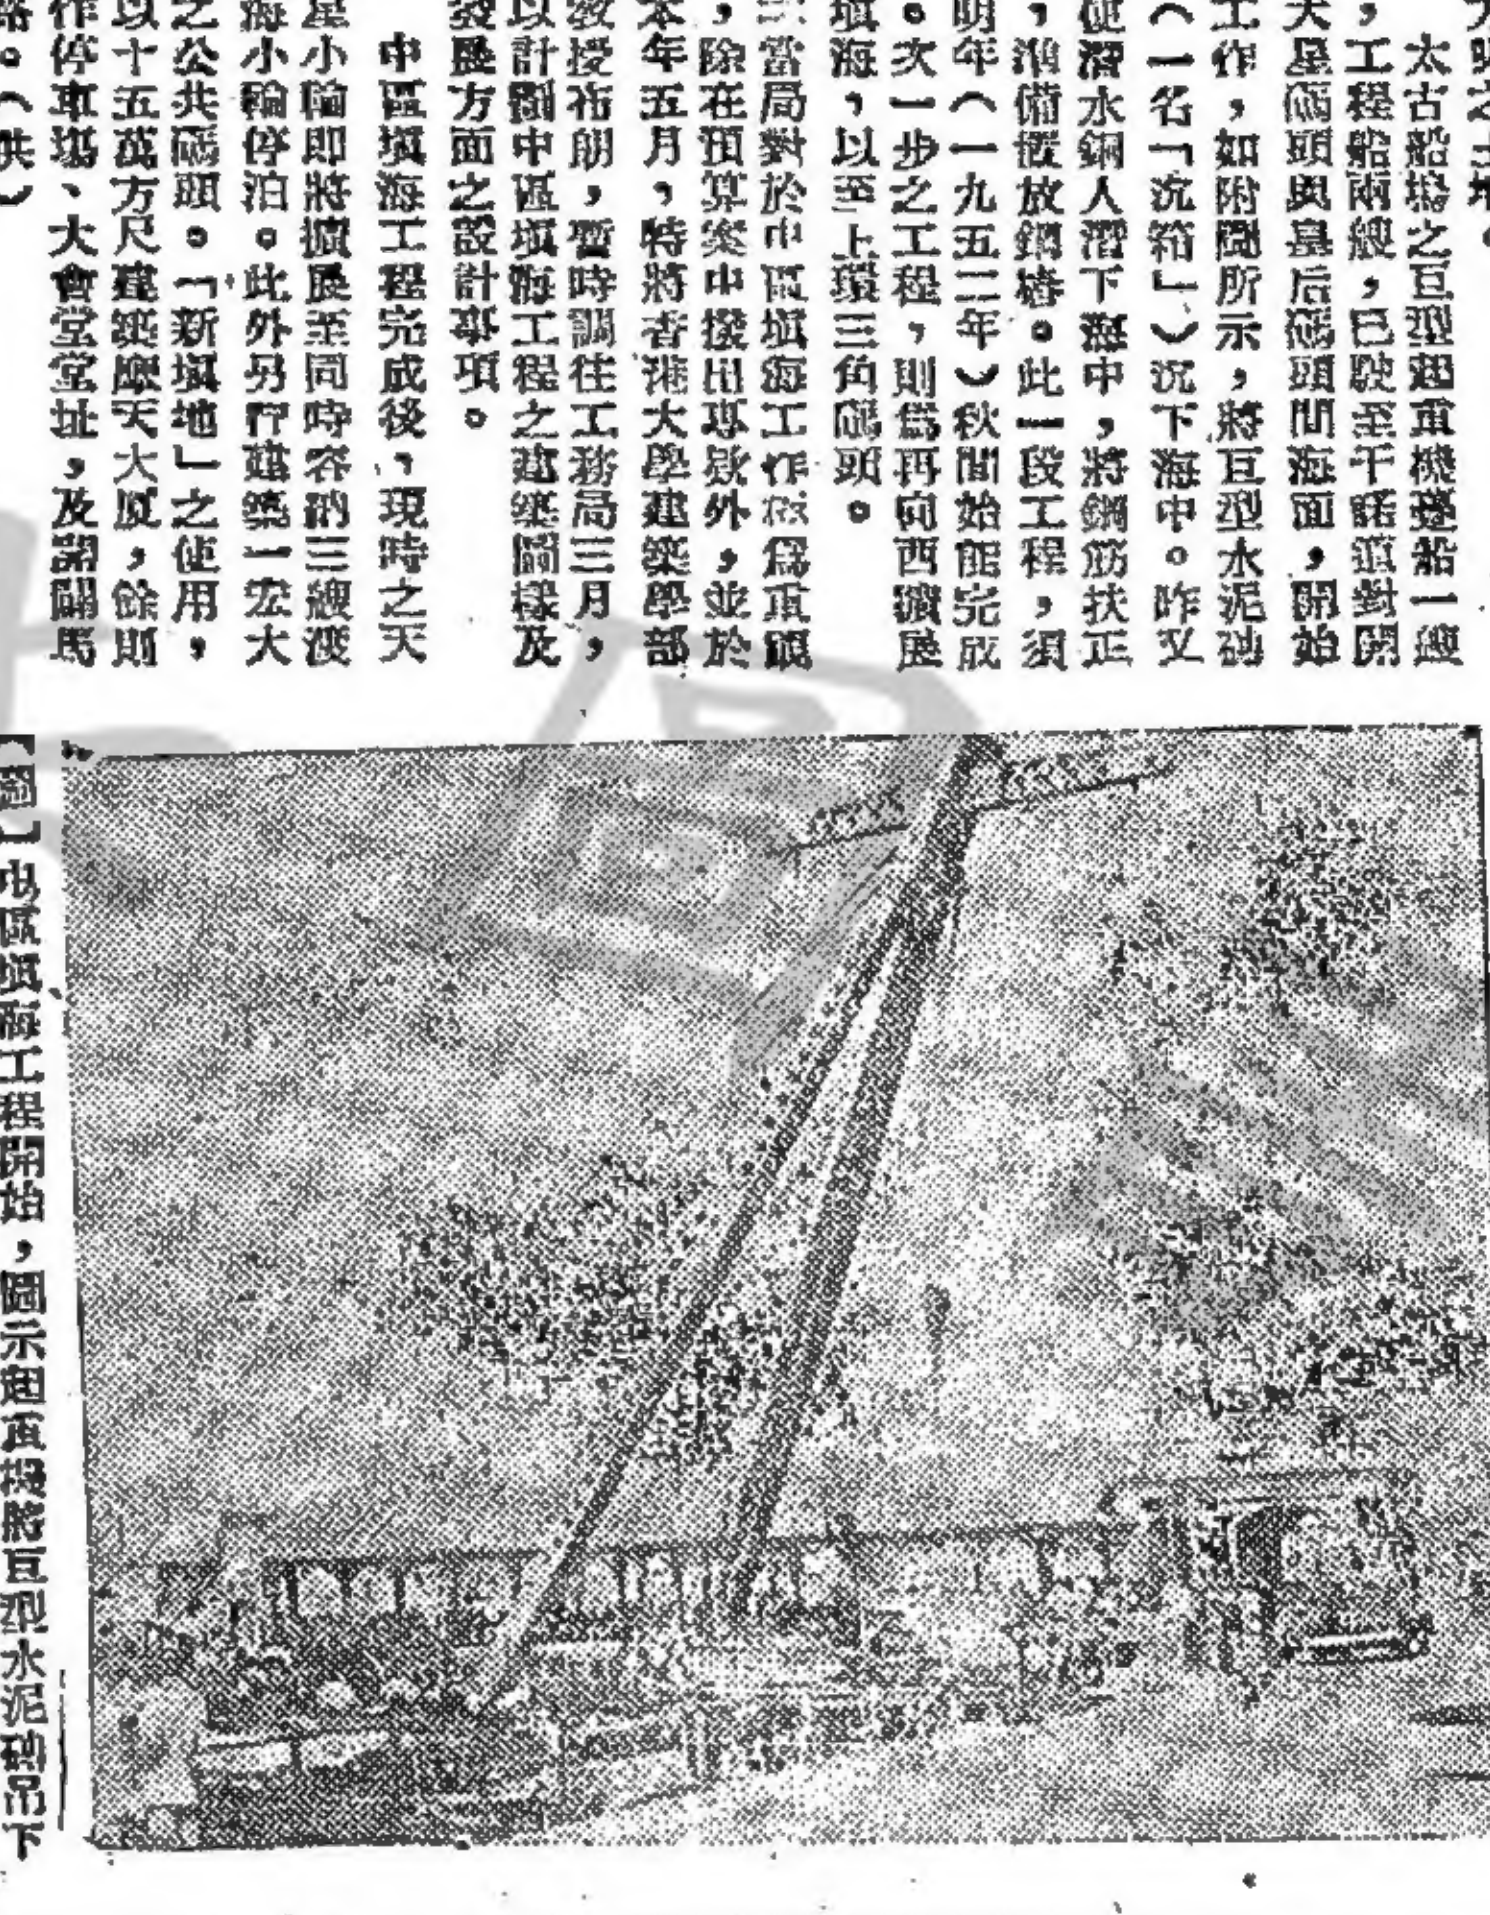 太古船塢之巨型起重機躉船一艘
，工程船兩艘，已駛至干諾道對開
天星碼頭與皇后碼頭間海面，開始
工作，如附圖所示，將巨型水泥磚
（一名「沉箱」）沉下海中。昨又
使潛水銅人潛下海中，將鋼筋扶正
，準備擺放鋼樁。此一段工程，須
明年（一九五二年）秋間始能完成
。次一步之工程，則爲再向西擴展
填海，以至上環三角碼頭。
當局對於中區填海工作
，除在預算案中撥出專欵外，並於
本年五月，特將香港大學建築學部
教授布朗，暫時調往工務局三月，
以計劃中區填海工程之建築圖樣及
發展方面之設計事項。
中區填海工程完成後，現時之天
星小輪即將擴展至同時容納三艘渡
海小輪停泊。此外另行建築一宏大
之公共碼頭。「新填地」之使用，
以十五萬方尺建築摩天大廈，餘則
作停車場、大會堂堂址，及開闢馬
路。（洪）
【圖】中區填海工程開始，圖示起重機將巨型水泥磚吊下